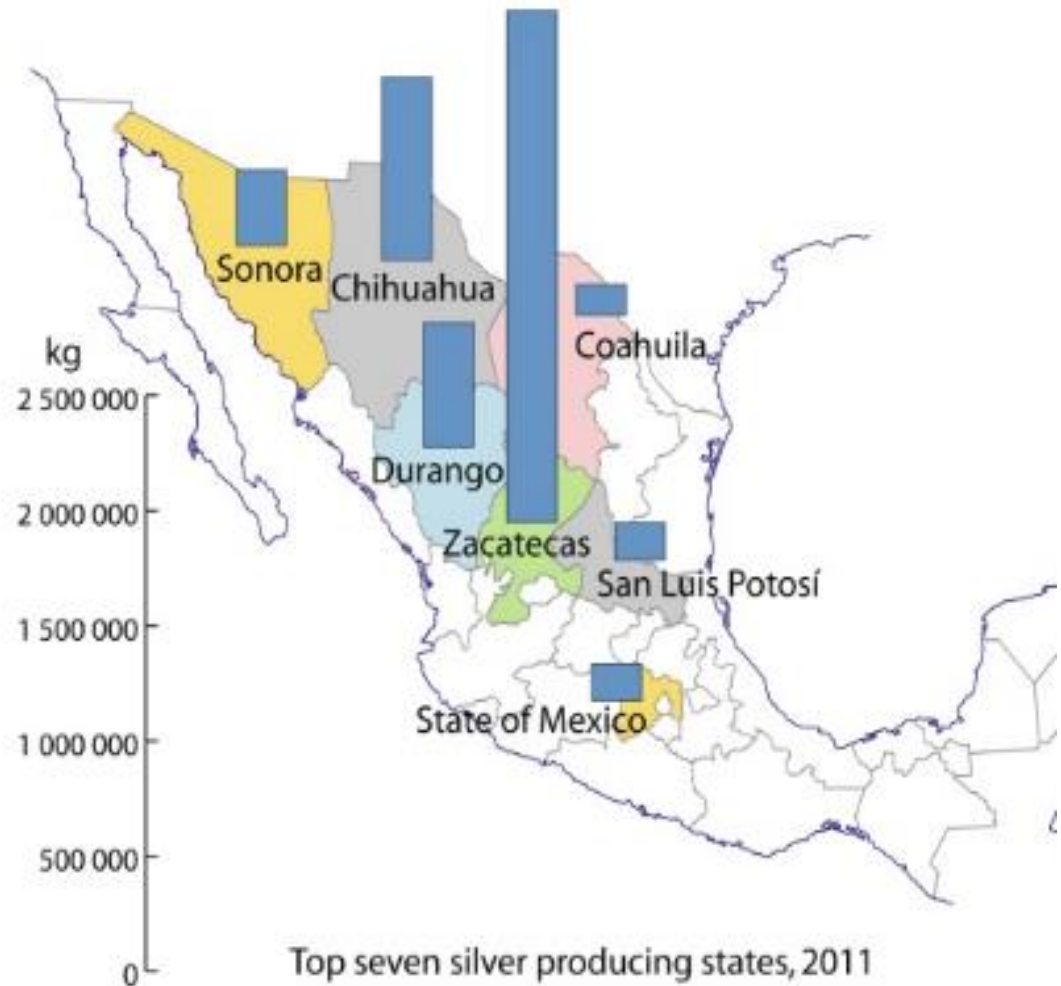 Sonora
Chihuahua
Coahuila
kg
2 500 000
Durango
2 000 000
Zacatecas
San Luis Potosí
1 500 000
State of Mexico
1 000 000
500 000
0
Top seven silver producing states, 2011